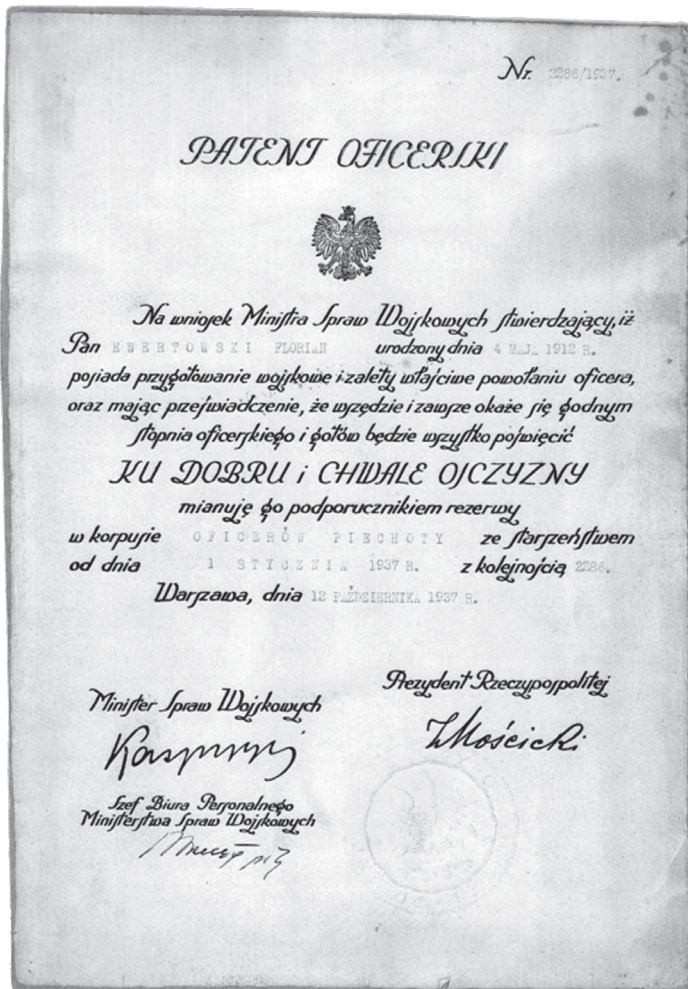 Nr. 2286/1937.
PATENT OFICERSKI
Na wniosek Ministra Spraw Wojskowych stwierdzający, iż
Pan EWERTOWSKI FLORIAN urodzony dnia 4 MAJA 1912 R.
posiada przygotowanie wojskowe i zalety właściwe powołaniu oficera,
oraz mając przeświadczenie, że wszędzie i zawsze okaże się godnym
stopnia oficerskiego i gotów będzie wszystko poświęcić
KU DOBRU i CHWALE OJCZYZNY
mianuję go podporucznikiem rezerwy
w korpusie OFICERÓW PIECHOTY ze starszeństwem
od dnia 1 STYCZNIA 1937 R. z kolejnością 2286.
Warszawa, dnia 12 PAŹDZIERNIKA 1937 R.
Prezydent Rzeczypospolitej
IMościcki
Minister Spraw Wojskowych
Kasprzycki
Szef Biura Personalnego
Ministerstwa Spraw Wojskowych